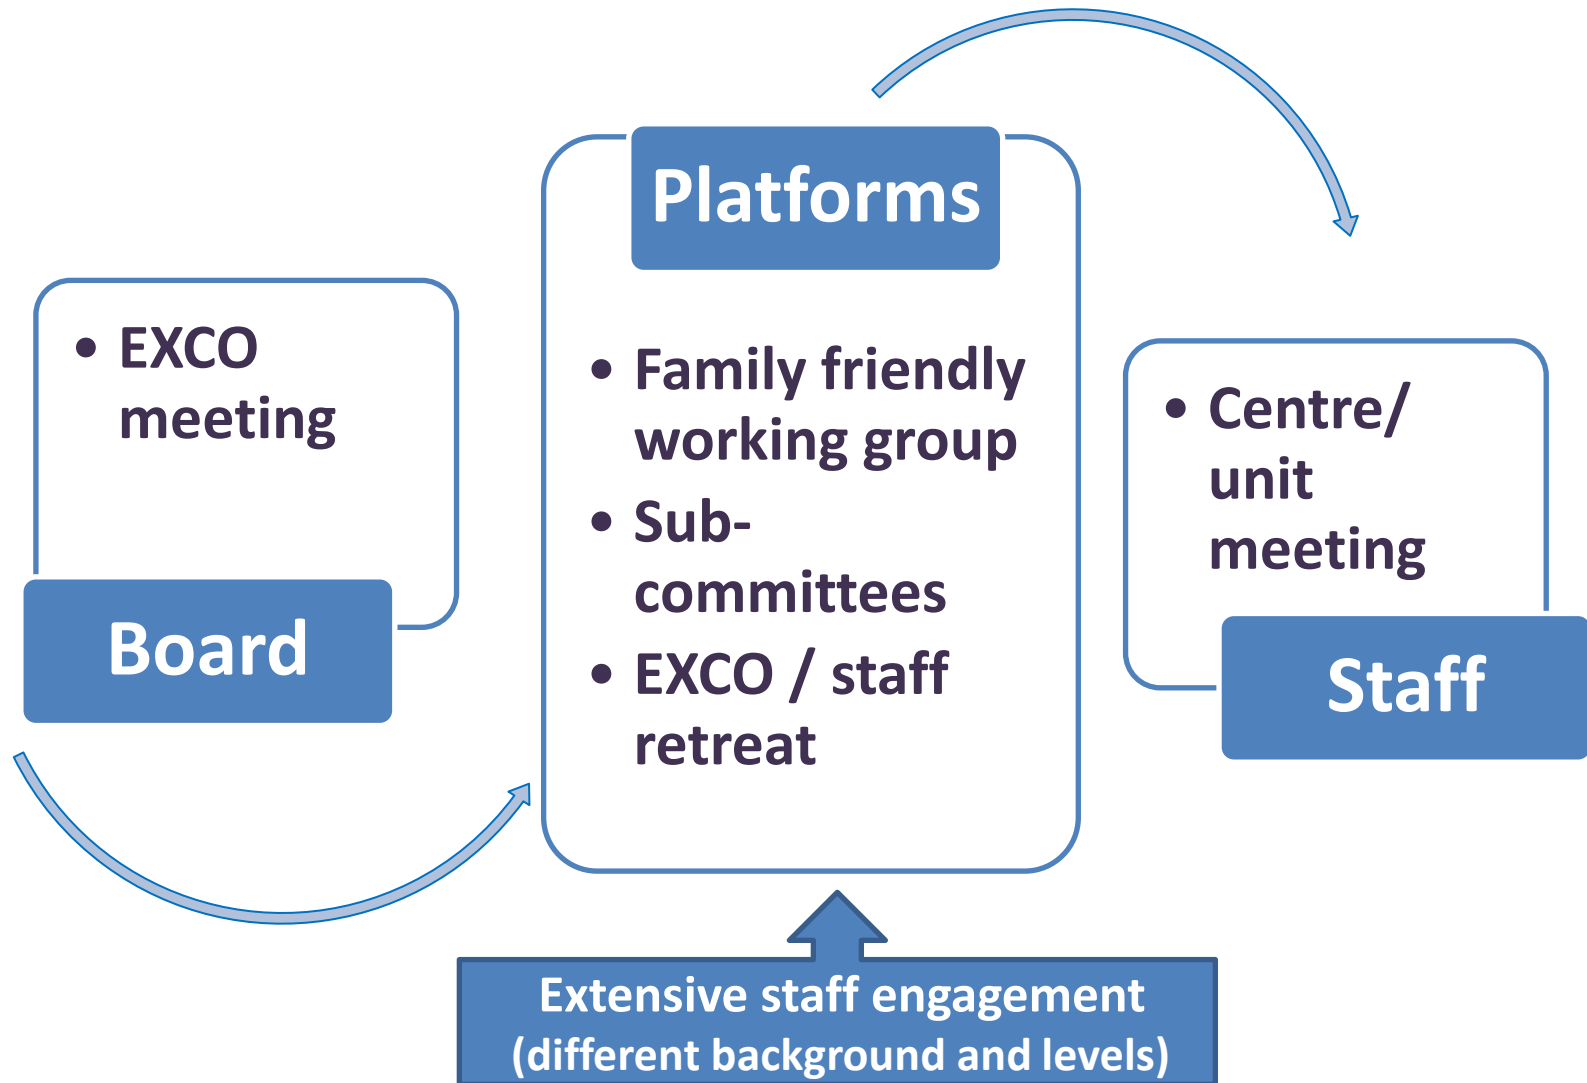 • EXCO
meeting
Board
Platforms
• Family friendly
working group
• Sub-
committees
• EXCO / staff
retreat
• Centre/
unit
meeting
Staff
Extensive staff engagement
(different background and levels)